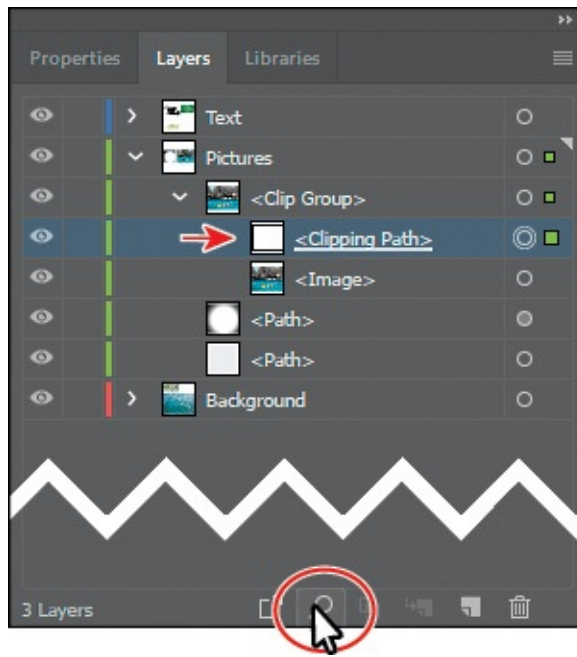 Properties Layers Libraries
Text
Pictures
<Clip Group>
<Clipping Path>
<Image>
<Path>
<Path>
Background
3 Layers